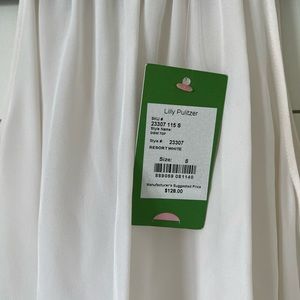 Lilly Pulitzer
SKU #
23307 115 S
Style Name:
Style #: 23307
RESORT WHITE
Size: S
Manufacturer's Suggested Price
$128.00